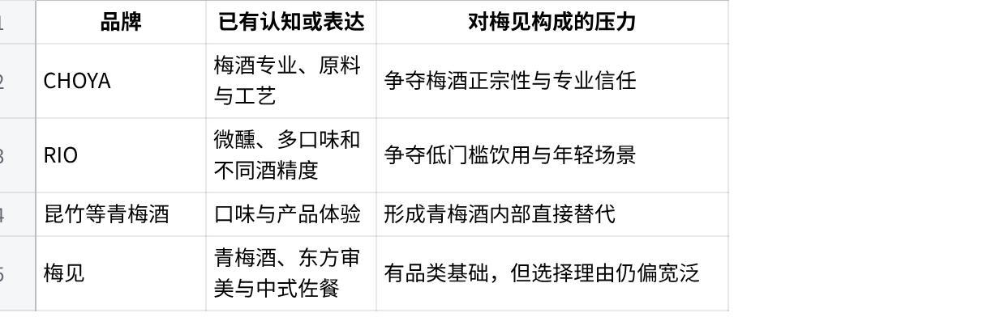 1 品牌 已有认知或表达 对梅见构成的压力
梅酒专业、原料
2 CHOYA 争夺梅酒正宗性与专业信任
与工艺
微醺、多口味和
3 RIO 争夺低门槛饮用与年轻场景
不同酒精度
4 昆竹等青梅酒 口味与产品体验 形成青梅酒内部直接替代
青梅酒、东方审
5 梅见 有品类基础，但选择理由仍偏宽泛
美与中式佐餐